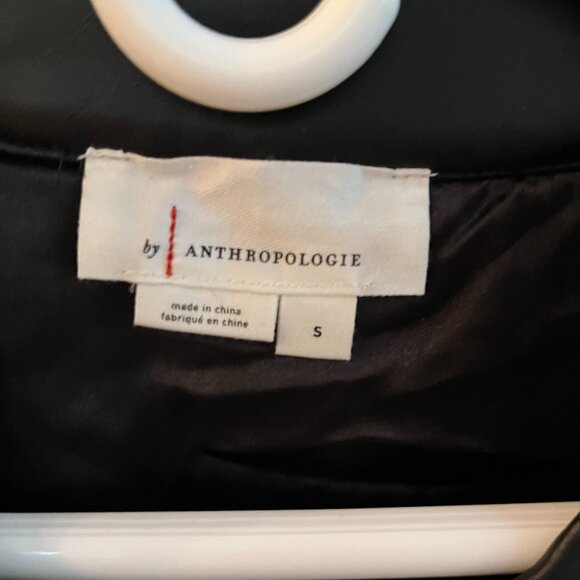 by ANTHROPOLOGIE
made in china
fabriqué en chine
S